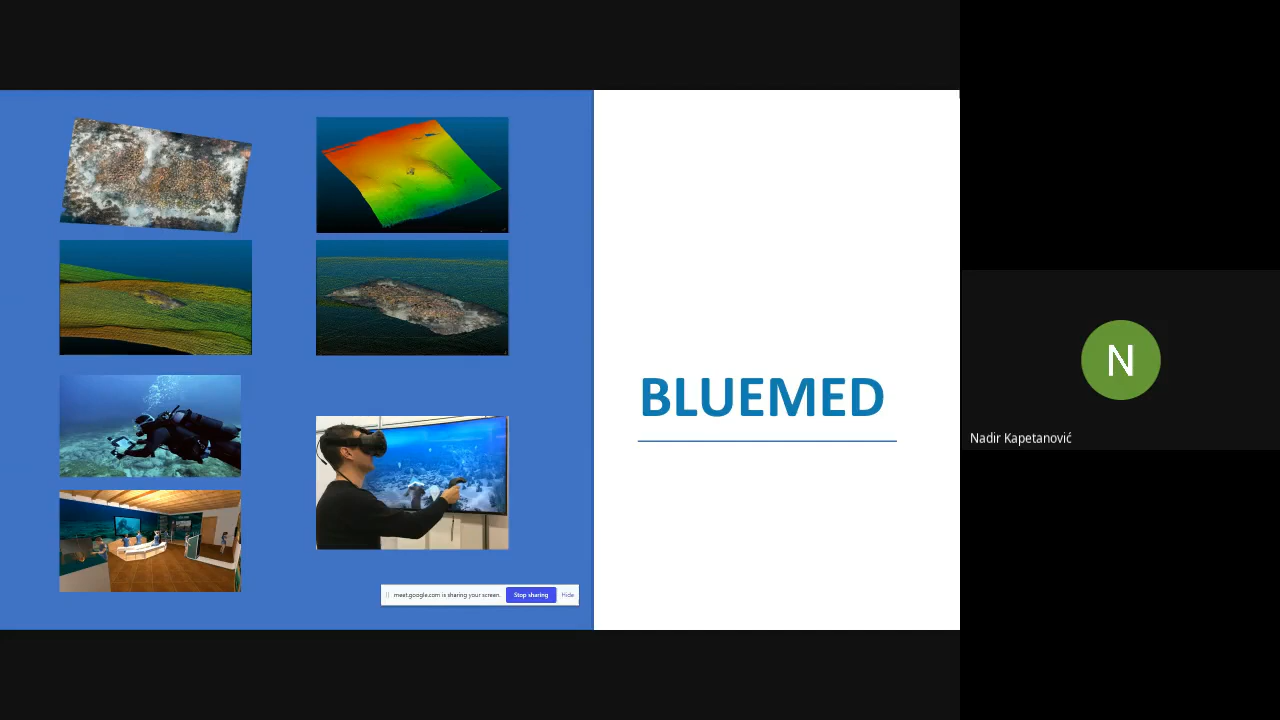 BLUEMED
meet.google.com is sharing your screen.
Stop sharing
Hide
N
Nadir Kapetanović